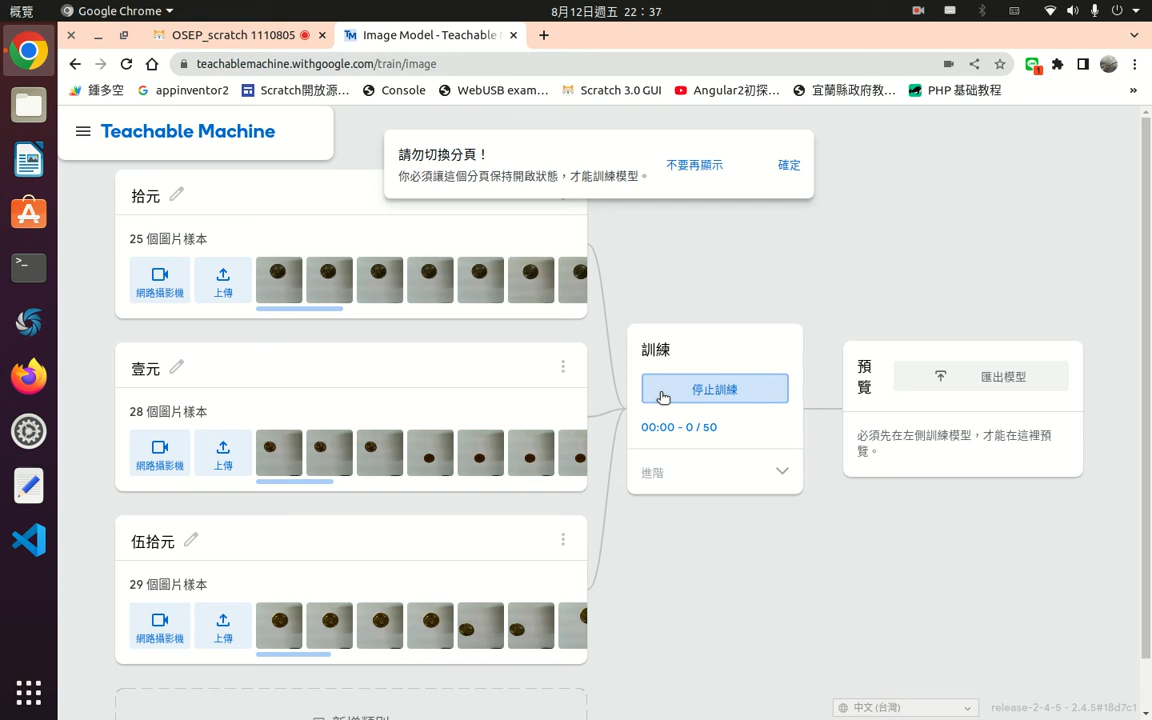 概覽
Google Chrome
8月12日週五 22：37
OSEP_scratch 1110805
Image Model - Teachable
teachablemachine.withgoogle.com/train/image
鍾多空
appinventor2
Scratch開放源...
Console
WebUSB exam...
Scratch 3.0 GUI
Angular2初探...
宜蘭縣政府教...
PHP 基础教程
»
Teachable Machine
請勿切換分頁！
你必須讓這個分頁保持開啟狀態，才能訓練模型。
不要再顯示
確定
拾元
25 個圖片樣本
網路攝影機
上傳
壹元
28 個圖片樣本
網路攝影機
上傳
伍拾元
29 個圖片樣本
網路攝影機
上傳
新增類別
訓練
停止訓練
00:00 - 0 / 50
進階
預
覽
匯出模型
必須先在左側訓練模型，才能在這裡預
覽。
中文 (台灣)
release-2-4-5 - 2.4.5#18d7c1